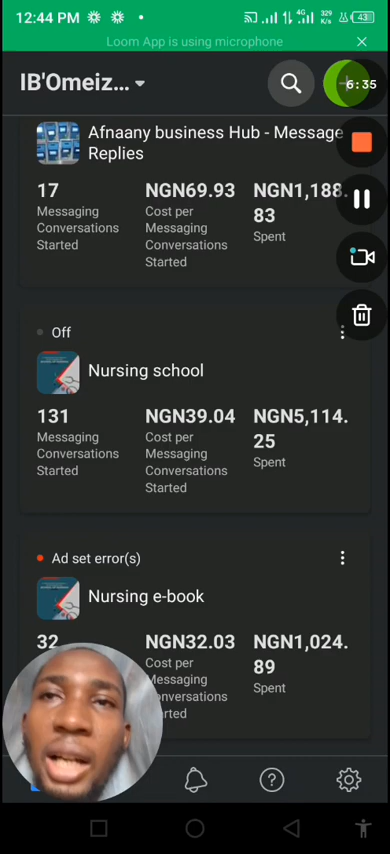 12:44 PM
4G 329 K/s 43
Loom App is using microphone
IB'Omeiz...
6:35
Afnaany business Hub - Message
Replies
17 NGN69.93 NGN1,188.
83
Messaging Conversations Started
Cost per Messaging Conversations Started
Spent
Off
Nursing school
131 NGN39.04 NGN5,114.
25
Messaging Conversations Started
Cost per Messaging Conversations Started
Spent
Ad set error(s)
Nursing e-book
32 NGN32.03 NGN1,024.
89
Cost per
Spent